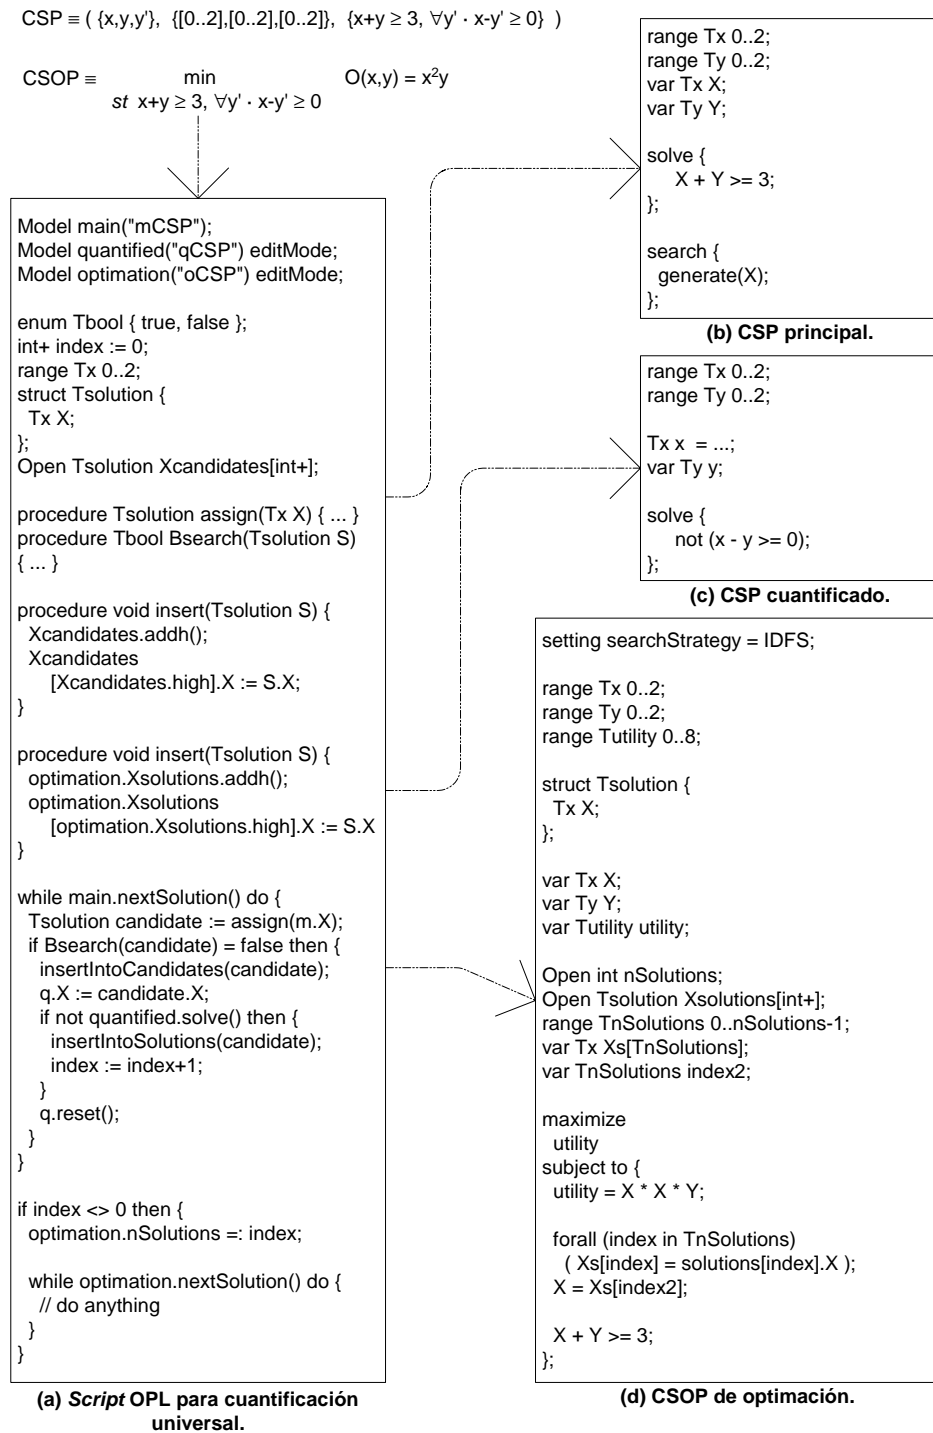 CSP ≡ ( {x,y,y'}, {[0..2],[0..2],[0..2]}, {x+y ≥ 3, ∀y' · x-y' ≥ 0} )
CSOP ≡ min O(x,y) = x²y
st x+y ≥ 3, ∀y' · x-y' ≥ 0
Model main("mCSP");
Model quantified("qCSP") editMode;
Model optimation("oCSP") editMode;
enum Tbool { true, false };
int+ index := 0;
range Tx 0..2;
struct Tsolution {
Tx X;
};
Open Tsolution Xcandidates[int+];
procedure Tsolution assign(Tx X) { ... }
procedure Tbool Bsearch(Tsolution S)
{ ... }
procedure void insert(Tsolution S) {
Xcandidates.addh();
Xcandidates
[Xcandidates.high].X := S.X;
}
procedure void insert(Tsolution S) {
optimation.Xsolutions.addh();
optimation.Xsolutions
[optimation.Xsolutions.high].X := S.X
}
while main.nextSolution() do {
Tsolution candidate := assign(m.X);
if Bsearch(candidate) = false then {
insertIntoCandidates(candidate);
q.X := candidate.X;
if not quantified.solve() then {
insertIntoSolutions(candidate);
index := index+1;
}
q.reset();
}
}
if index <> 0 then {
optimation.nSolutions =: index;
while optimation.nextSolution() do {
// do anything
}
}
(a) Script OPL para cuantificación
universal.
range Tx 0..2;
range Ty 0..2;
var Tx X;
var Ty Y;
solve {
X + Y >= 3;
};
search {
generate(X);
};
(b) CSP principal.
range Tx 0..2;
range Ty 0..2;
Tx x = ...;
var Ty y;
solve {
not (x - y >= 0);
};
(c) CSP cuantificado.
setting searchStrategy = IDFS;
range Tx 0..2;
range Ty 0..2;
range Tutility 0..8;
struct Tsolution {
Tx X;
};
var Tx X;
var Ty Y;
var Tutility utility;
Open int nSolutions;
Open Tsolution Xsolutions[int+];
range TnSolutions 0..nSolutions-1;
var Tx Xs[TnSolutions];
var TnSolutions index2;
maximize
utility
subject to {
utility = X * X * Y;
forall (index in TnSolutions)
( Xs[index] = solutions[index].X );
X = Xs[index2];
X + Y >= 3;
};
(d) CSOP de optimación.